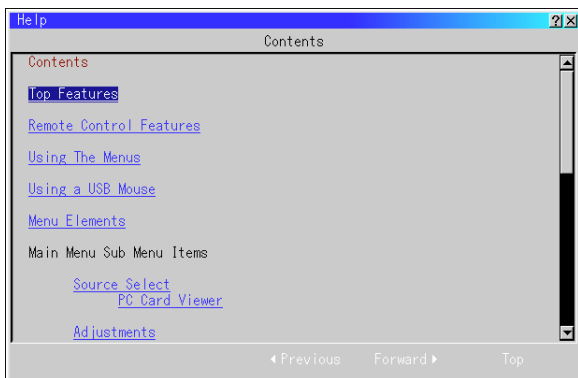 Help
Contents
Contents
Top Features
Remote Control Features
Using The Menus
Using a USB Mouse
Menu Elements
Main Menu Sub Menu Items
Source Select
PC Card Viewer
Adjustments
Previous Forward Top